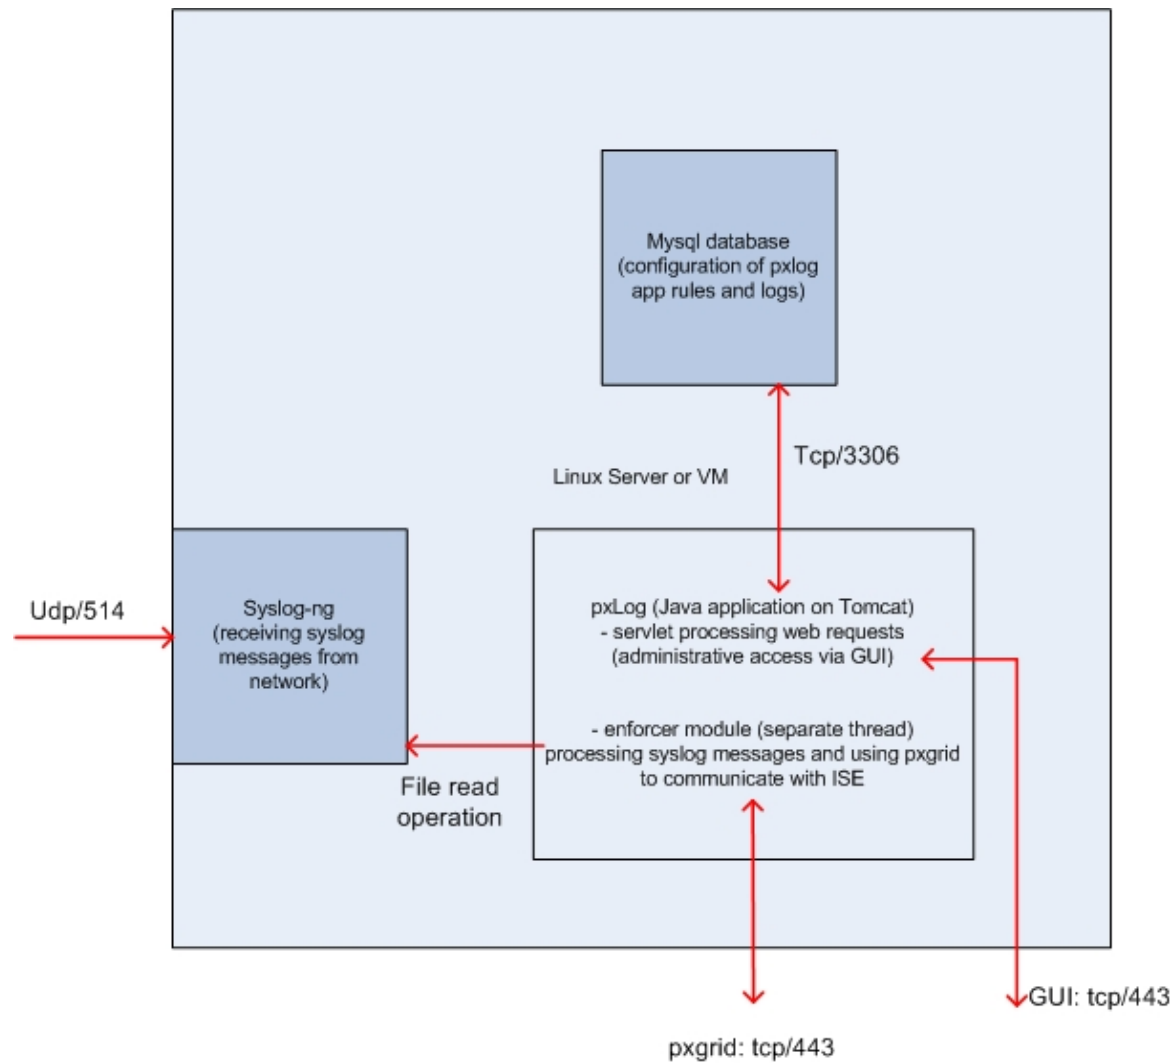 Mysql database
(configuration of pxlog
app rules and logs)
Tcp/3306
Linux Server or VM
Udp/514
Syslog-ng
(receiving syslog
messages from
network)
pxLog (Java application on Tomcat)
- servlet processing web requests
(administrative access via GUI)
- enforcer module (separate thread)
processing syslog messages and using pxgrid
to communicate with ISE
File read
operation
GUI: tcp/443
pxgrid: tcp/443